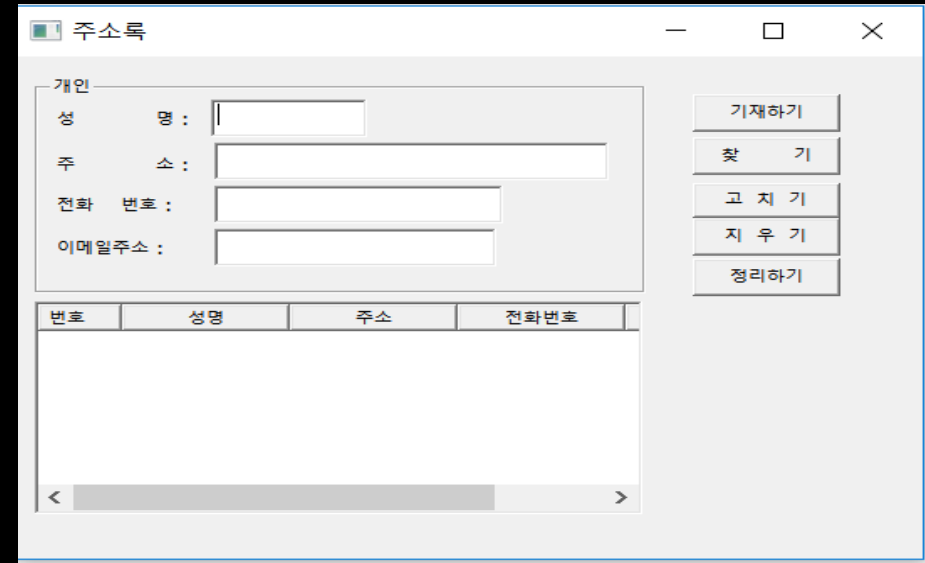 주소록
개인
성 명 :
주 소 :
전화 번호 :
이메일주소 :
기재하기
찾 기
고 치 기
지 우 기
정리하기
번호 성명 주소 전화번호